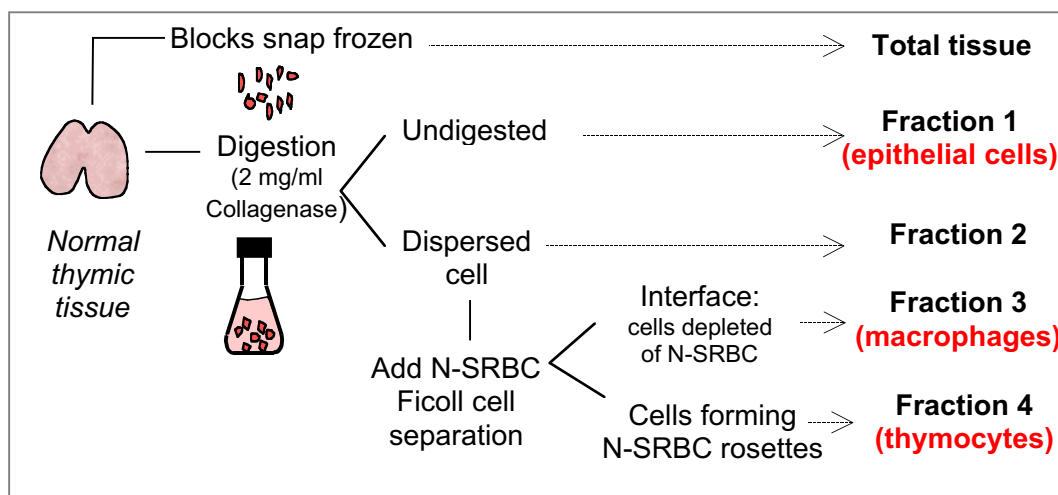 Blocks snap frozen
Total tissue
Normal
thymic
tissue
Digestion
(2 mg/ml
Collagenase)
Undigested
Fraction 1
(epithelial cells)
Dispersed
cell
Fraction 2
Add N-SRBC
Ficoll cell
separation
Interface:
cells depleted
of N-SRBC
Fraction 3
(macrophages)
Cells forming
N-SRBC rosettes
Fraction 4
(thymocytes)